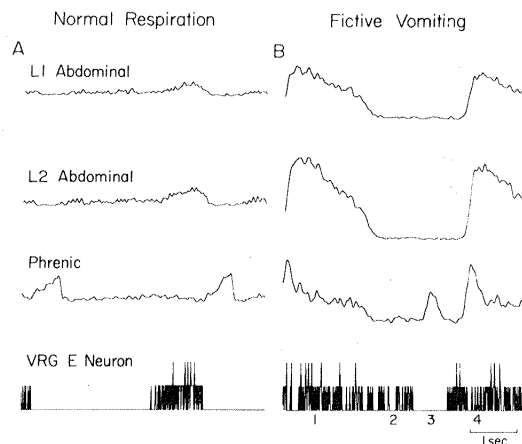 Normal Respiration
Fictive Vomiting
A
B
L1 Abdominal
L2 Abdominal
Phrenic
VRG E Neuron
1 2 3 4
1sec